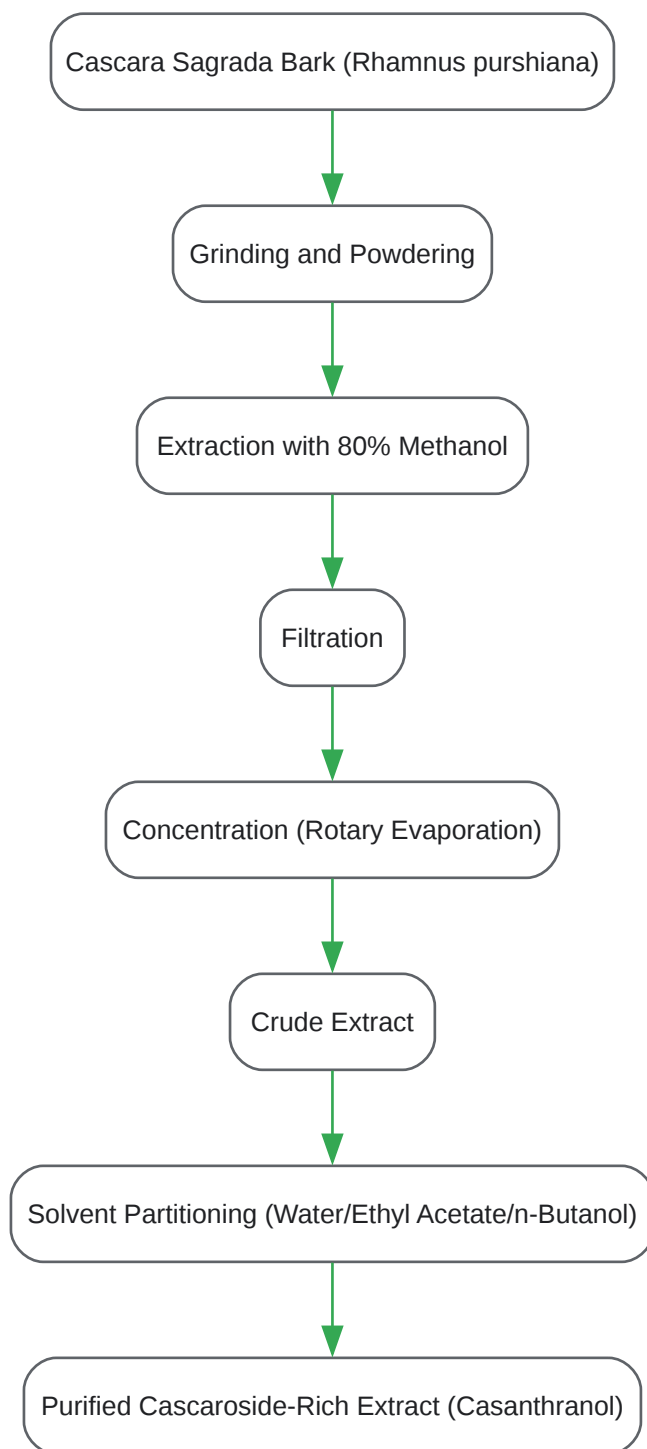 Cascara Sagrada Bark (Rhamnus purshiana)
Grinding and Powdering
Extraction with 80% Methanol
Filtration
Concentration (Rotary Evaporation)
Crude Extract
Solvent Partitioning (Water/Ethyl Acetate/n-Butanol)
Purified Cascaroside-Rich Extract (Casanthranol)